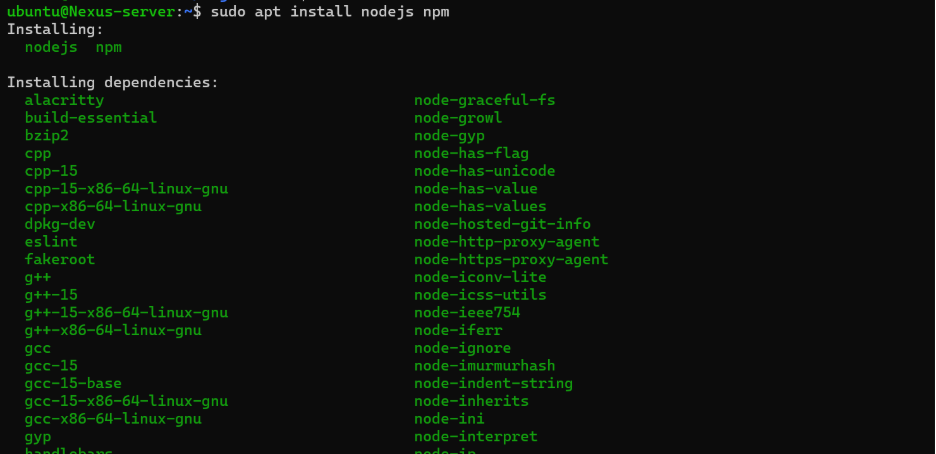 ubuntu@Nexus-server:~$ sudo apt install nodejs npm
Installing:
nodejs npm
Installing dependencies:
alacritty node-graceful-fs
build-essential node-growl
bzip2 node-gyp
cpp node-has-flag
cpp-15 node-has-unicode
cpp-15-x86-64-linux-gnu node-has-value
cpp-x86-64-linux-gnu node-has-values
dpkg-dev node-hosted-git-info
eslint node-http-proxy-agent
fakeroot node-https-proxy-agent
g++ node-iconv-lite
g++-15 node-icss-utils
g++-15-x86-64-linux-gnu node-ieee754
g++-x86-64-linux-gnu node-iferr
gcc node-ignore
gcc-15 node-imurmurhash
gcc-15-base node-indent-string
gcc-15-x86-64-linux-gnu node-inherits
gcc-x86-64-linux-gnu node-ini
gyp node-interpret
handlebars node-ip